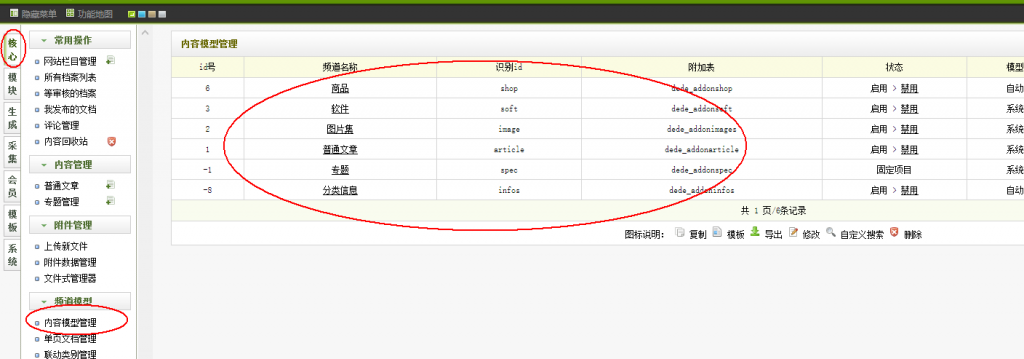 隐藏菜单 功能地图
核心
模块
生成
采集
会员
模板
系统
常用操作
网站栏目管理
所有档案列表
等审核的档案
我发布的文档
评论管理
内容回收站
内容管理
普通文章
专题管理
附件管理
上传新文件
附件数据管理
文件式管理器
频道模型
内容模型管理
单页文档管理
联动类别管理
内容模型管理
id号 频道名称 识别id 附加表 状态 模型
6 商品 shop dede_addonshop 启用 > 禁用 自动
3 软件 soft dede_addonsoft 启用 > 禁用 系统
2 图片集 image dede_addonimages 启用 > 禁用 系统
1 普通文章 article dede_addonarticle 启用 > 禁用 系统
-1 专题 spec dede_addonspec 固定项目 系统
-8 分类信息 infos dede_addoninfos 启用 > 禁用 自动
共 1 页/6条记录
图标说明： 复制 模板 导出 修改 自定义搜索 删除